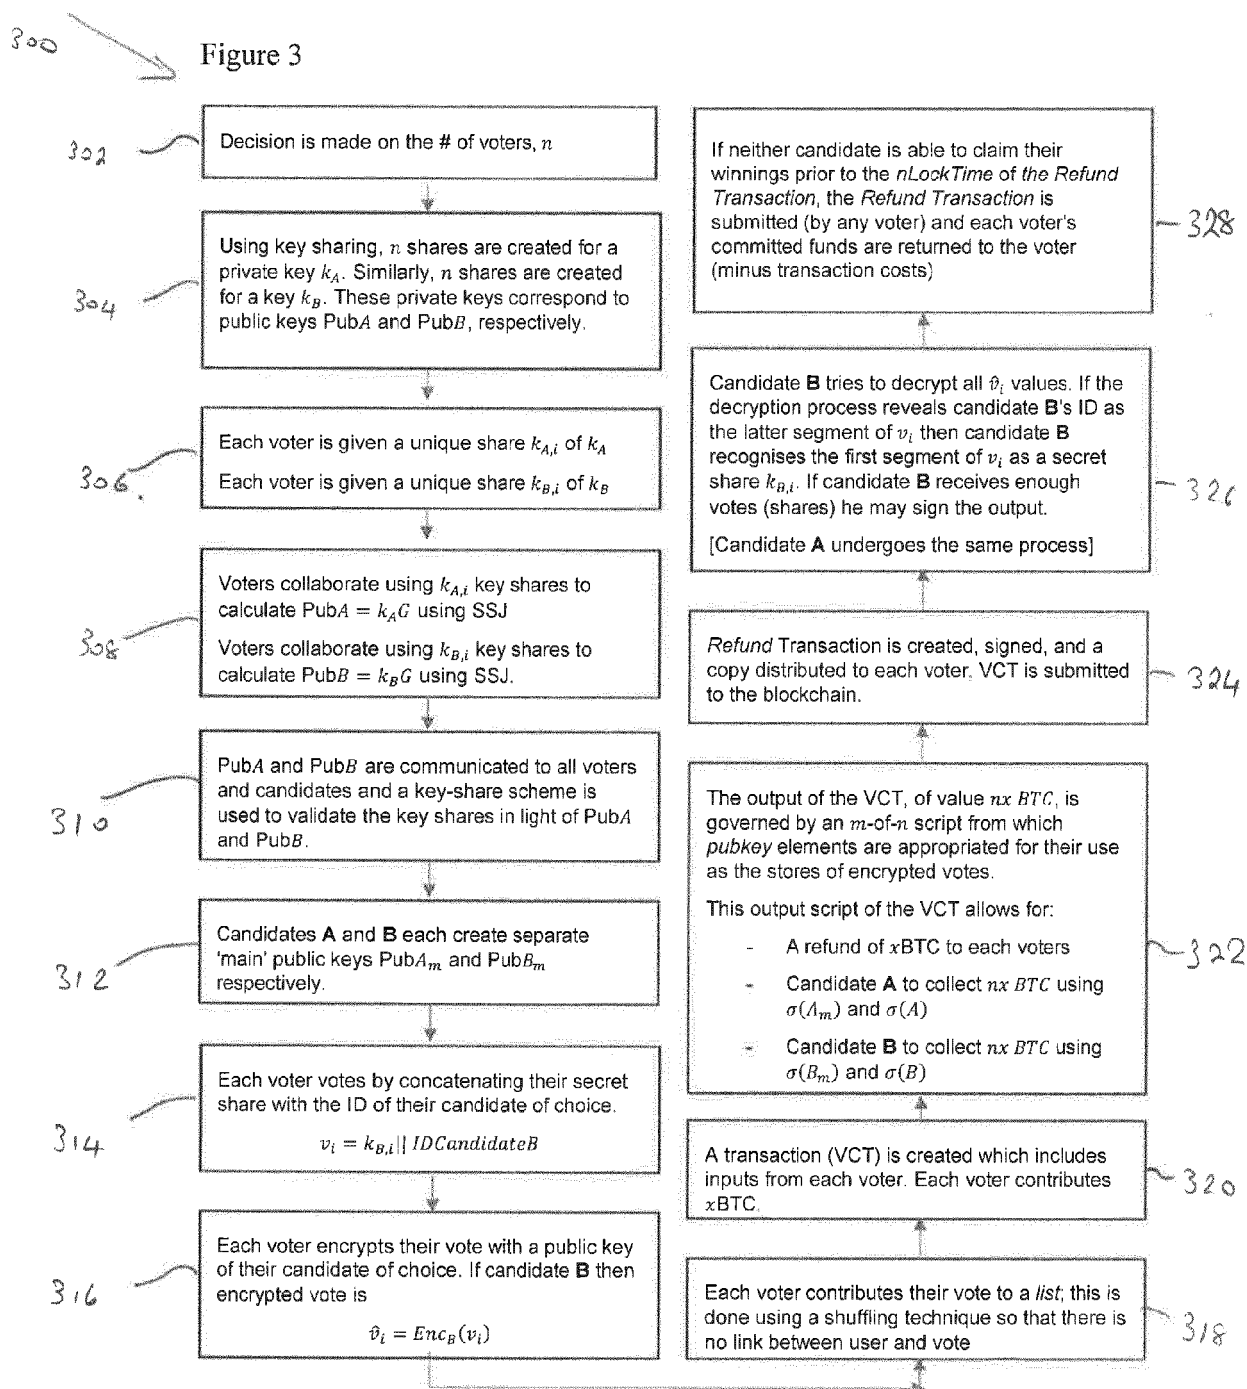 300
Figure 3
302
Decision is made on the # of voters, n
304
Using key sharing, n shares are created for a
private key k_A. Similarly, n shares are created
for a key k_B. These private keys correspond to
public keys PubA and PubB, respectively.
306.
Each voter is given a unique share k_{A,i} of k_A
Each voter is given a unique share k_{B,i} of k_B
308
Voters collaborate using k_{A,i} key shares to
calculate PubA = k_A G using SSJ
Voters collaborate using k_{B,i} key shares to
calculate PubB = k_B G using SSJ.
310
PubA and PubB are communicated to all voters
and candidates and a key-share scheme is
used to validate the key shares in light of PubA
and PubB.
312
Candidates A and B each create separate
'main' public keys PubA_m and PubB_m
respectively.
314
Each voter votes by concatenating their secret
share with the ID of their candidate of choice.
v_i = k_{B,i}|| IDCandidateB
316
Each voter encrypts their vote with a public key
of their candidate of choice. If candidate B then
encrypted vote is
v̂_i = Enc_B(v_i)
Each voter contributes their vote to a list; this is
done using a shuffling technique so that there is
no link between user and vote
318
A transaction (VCT) is created which includes
inputs from each voter. Each voter contributes
xBTC.
320
The output of the VCT, of value nx BTC, is
governed by an m-of-n script from which
pubkey elements are appropriated for their use
as the stores of encrypted votes.
This output script of the VCT allows for:
- A refund of xBTC to each voters
- Candidate A to collect nx BTC using
σ(A_m) and σ(A)
- Candidate B to collect nx BTC using
σ(B_m) and σ(B)
322
Refund Transaction is created, signed, and a
copy distributed to each voter. VCT is submitted
to the blockchain.
324
Candidate B tries to decrypt all v̂_i values. If the
decryption process reveals candidate B's ID as
the latter segment of v_i then candidate B
recognises the first segment of v_i as a secret
share k_{B,i}. If candidate B receives enough
votes (shares) he may sign the output.
[Candidate A undergoes the same process]
326
If neither candidate is able to claim their
winnings prior to the nLockTime of the Refund
Transaction, the Refund Transaction is
submitted (by any voter) and each voter's
committed funds are returned to the voter
(minus transaction costs)
328